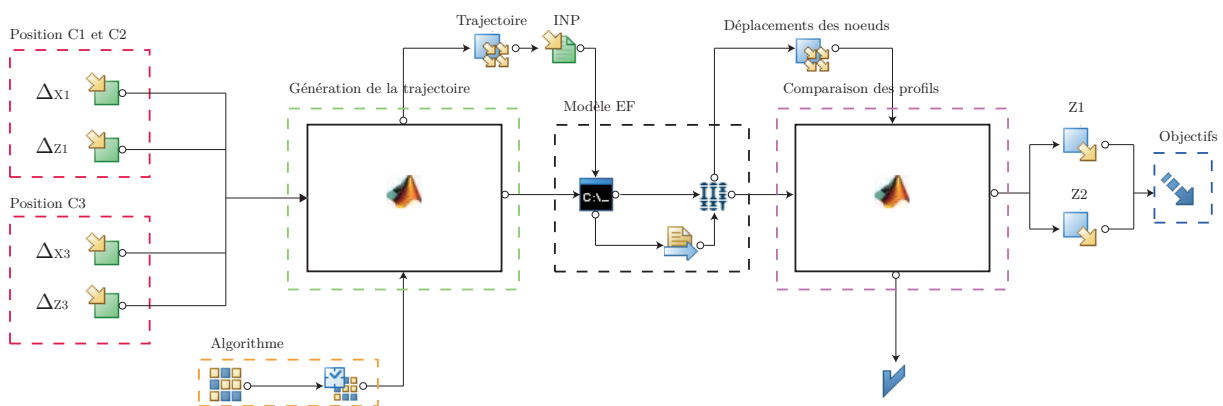 Position C1 et C2
ΔX1
ΔZ1
Position C3
ΔX3
ΔZ3
Algorithme
Génération de la trajectoire
Trajectoire
INP
Modèle EF
C:\_
Déplacements des noeuds
Comparaison des profils
Z1
Z2
Objectifs